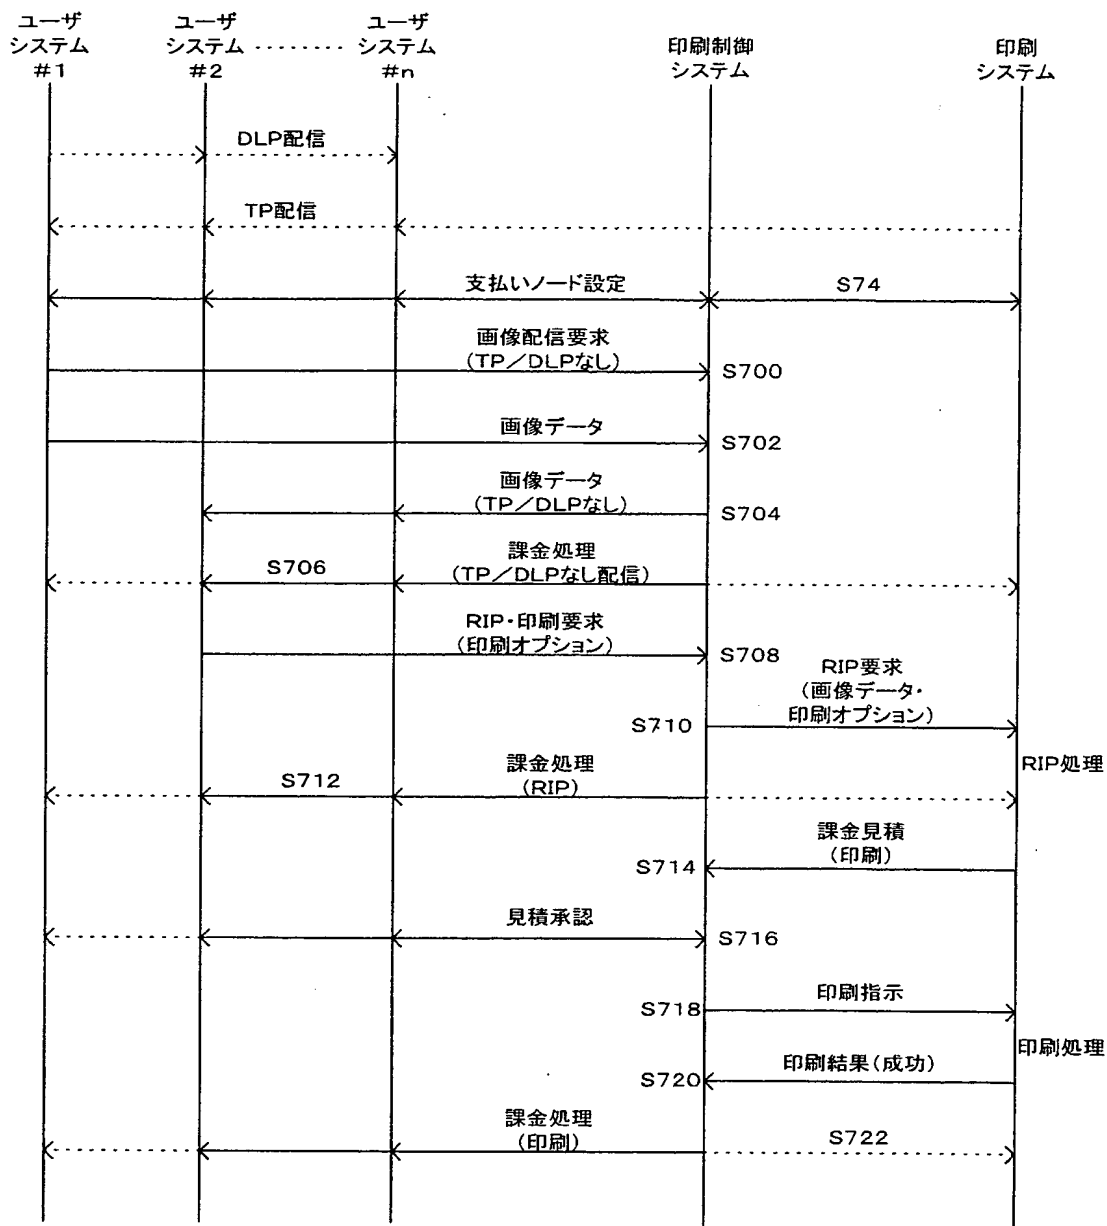 ユーザ
システム
#1
ユーザ
システム
#2
ユーザ
システム
#n
印刷制御
システム
印刷
システム
DLP配信
TP配信
支払いノード設定
S74
画像配信要求
(TP/DLPなし)
S700
画像データ
S702
画像データ
(TP/DLPなし)
S704
課金処理
(TP/DLPなし配信)
S706
RIP・印刷要求
(印刷オプション)
S708
RIP要求
(画像データ・
印刷オプション)
S710
RIP処理
課金処理
(RIP)
S712
課金見積
(印刷)
S714
見積承認
S716
印刷指示
S718
印刷処理
印刷結果(成功)
S720
課金処理
(印刷)
S722